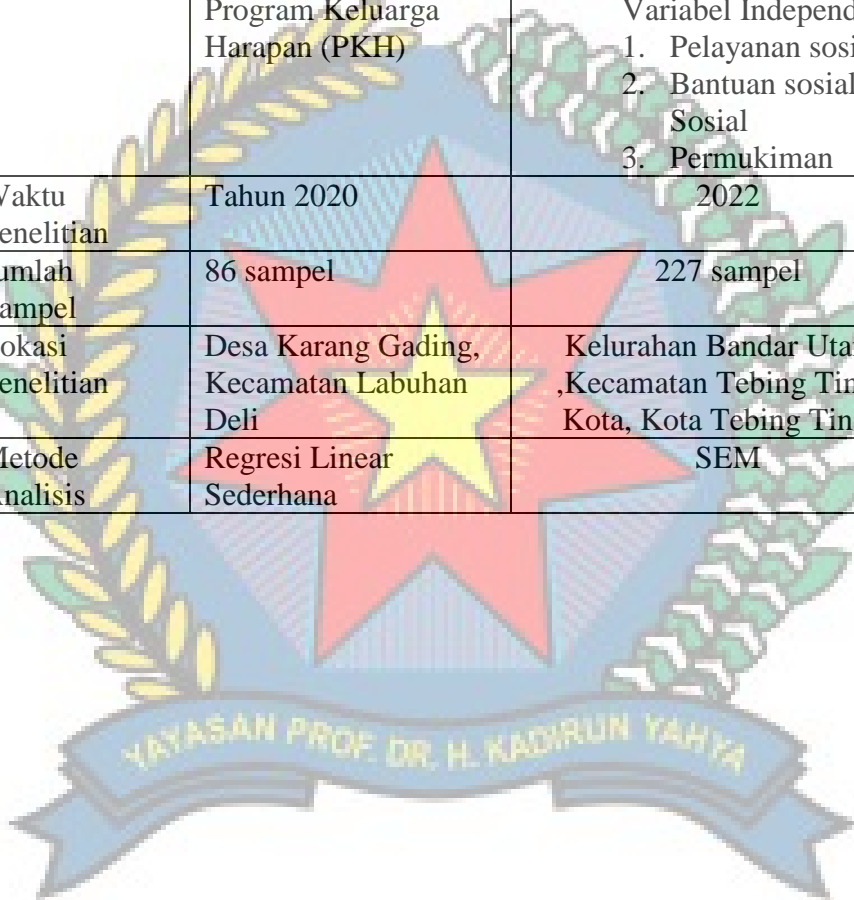 Program Keluarga
Harapan (PKH)
Variabel Independ
1. Pelayanan sosi
2. Bantuan sosial
Sosial
3. Permukiman
Waktu
enelitian
Tahun 2020
2022
umlah
ampel
86 sampel
227 sampel
okasi
enelitian
Desa Karang Gading,
Kecamatan Labuhan
Deli
Kelurahan Bandar Uta
,Kecamatan Tebing Tin
Kota, Kota Tebing Tin
Metode
nalisis
Regresi Linear
Sederhana
SEM
YAYASAN PROF. DR. H. KADIRUN YAHYA